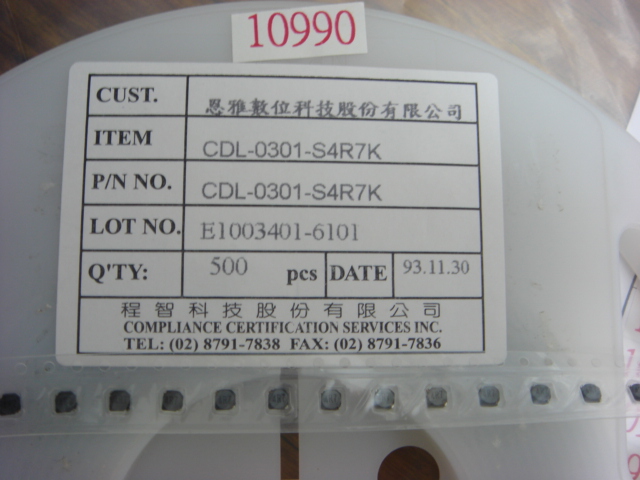 10990
CUST. 恩雅數位科技股份有限公司
ITEM CDL-0301-S4R7K
P/N NO. CDL-0301-S4R7K
LOT NO. E1003401-6101
Q'TY: 500 pcs DATE 93.11.30
程智科技股份有限公司
COMPLIANCE CERTIFICATION SERVICES INC.
TEL: (02) 8791-7838 FAX: (02) 8791-7836